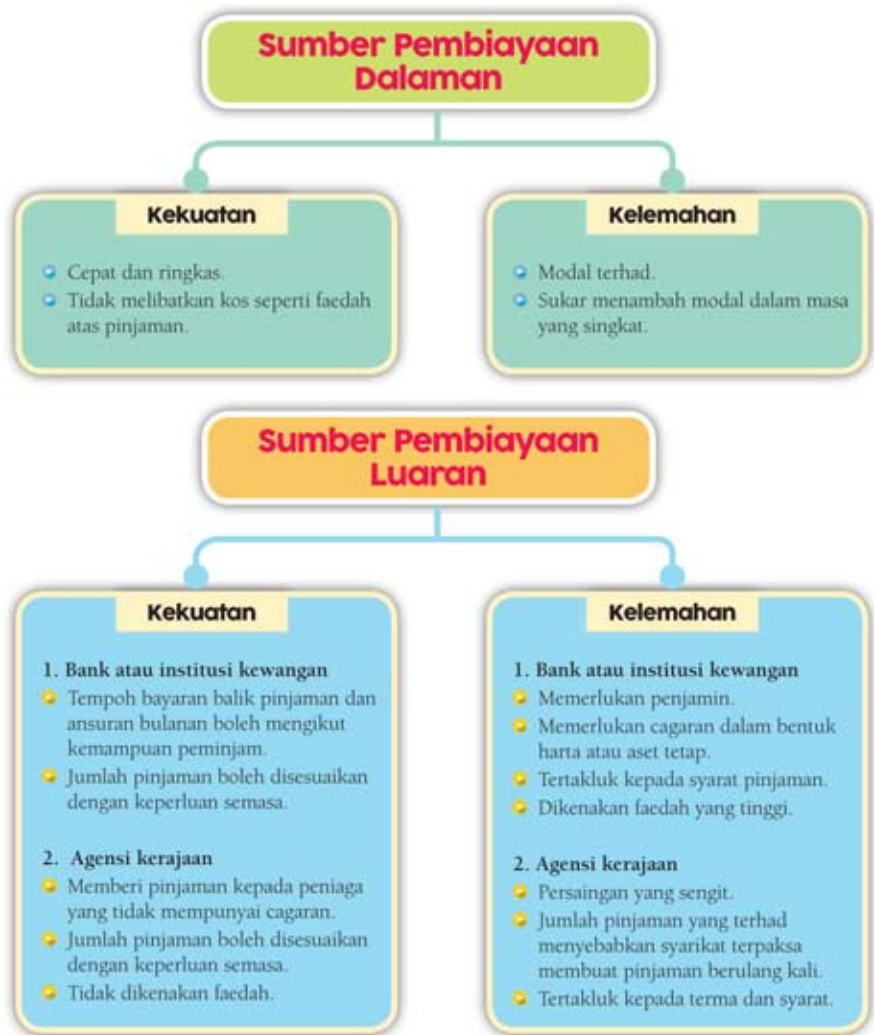 Sumber Pembiayaan
Dalaman
Kekuatan
Cepat dan ringkas.
Tidak melibatkan kos seperti faedah
atas pinjaman.
Kelemahan
Modal terhad.
Sukar menambah modal dalam masa
yang singkat.
Sumber Pembiayaan
Luaran
Kekuatan
1. Bank atau institusi kewangan
Tempoh bayaran balik pinjaman dan
ansuran bulanan boleh mengikut
kemampuan peminjam.
Jumlah pinjaman boleh disesuaikan
dengan keperluan semasa.
2. Agensi kerajaan
Memberi pinjaman kepada peniaga
yang tidak mempunyai cagaran.
Jumlah pinjaman boleh disesuaikan
dengan keperluan semasa.
Tidak dikenakan faedah.
Kelemahan
1. Bank atau institusi kewangan
Memerlukan penjamin.
Memerlukan cagaran dalam bentuk
harta atau aset tetap.
Tertakluk kepada syarat pinjaman.
Dikenakan faedah yang tinggi.
2. Agensi kerajaan
Persaingan yang sengit.
Jumlah pinjaman yang terhad
menyebabkan syarikat terpaksa
membuat pinjaman berulang kali.
Tertakluk kepada terma dan syarat.